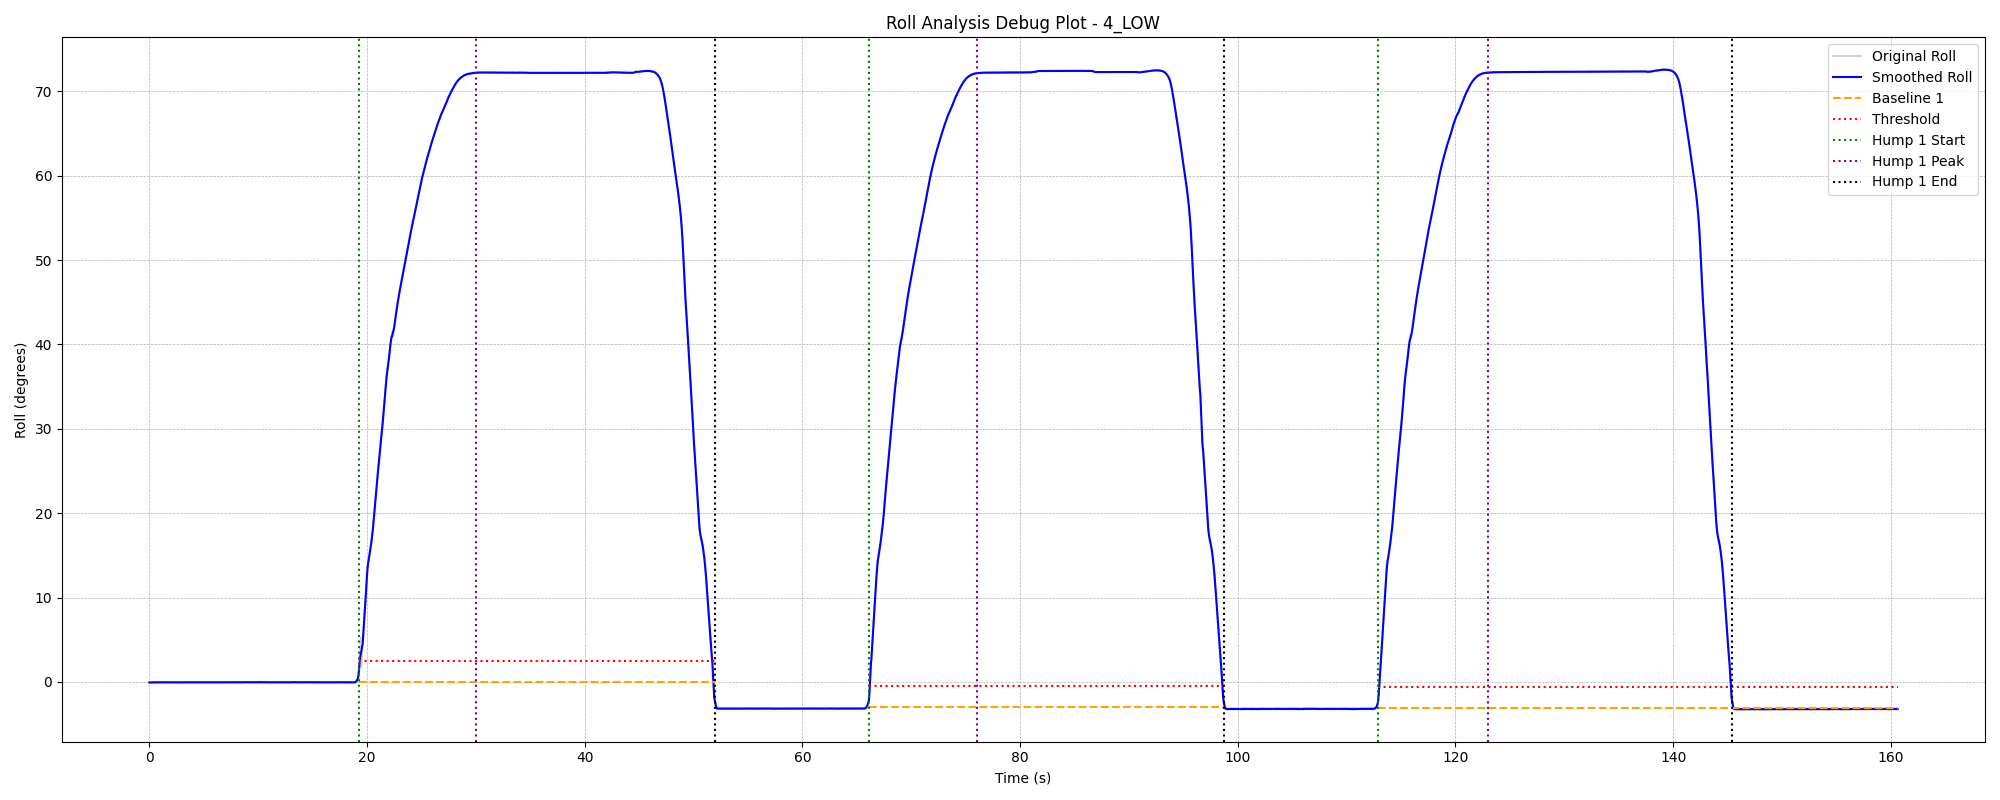 Roll Analysis Debug Plot - 4_LOW
Original Roll
Smoothed Roll
Baseline 1
Threshold
Hump 1 Start
Hump 1 Peak
Hump 1 End
Roll (degrees)
70
60
50
40
30
20
10
0
0
20
40
60
80
100
120
140
160
Time (s)